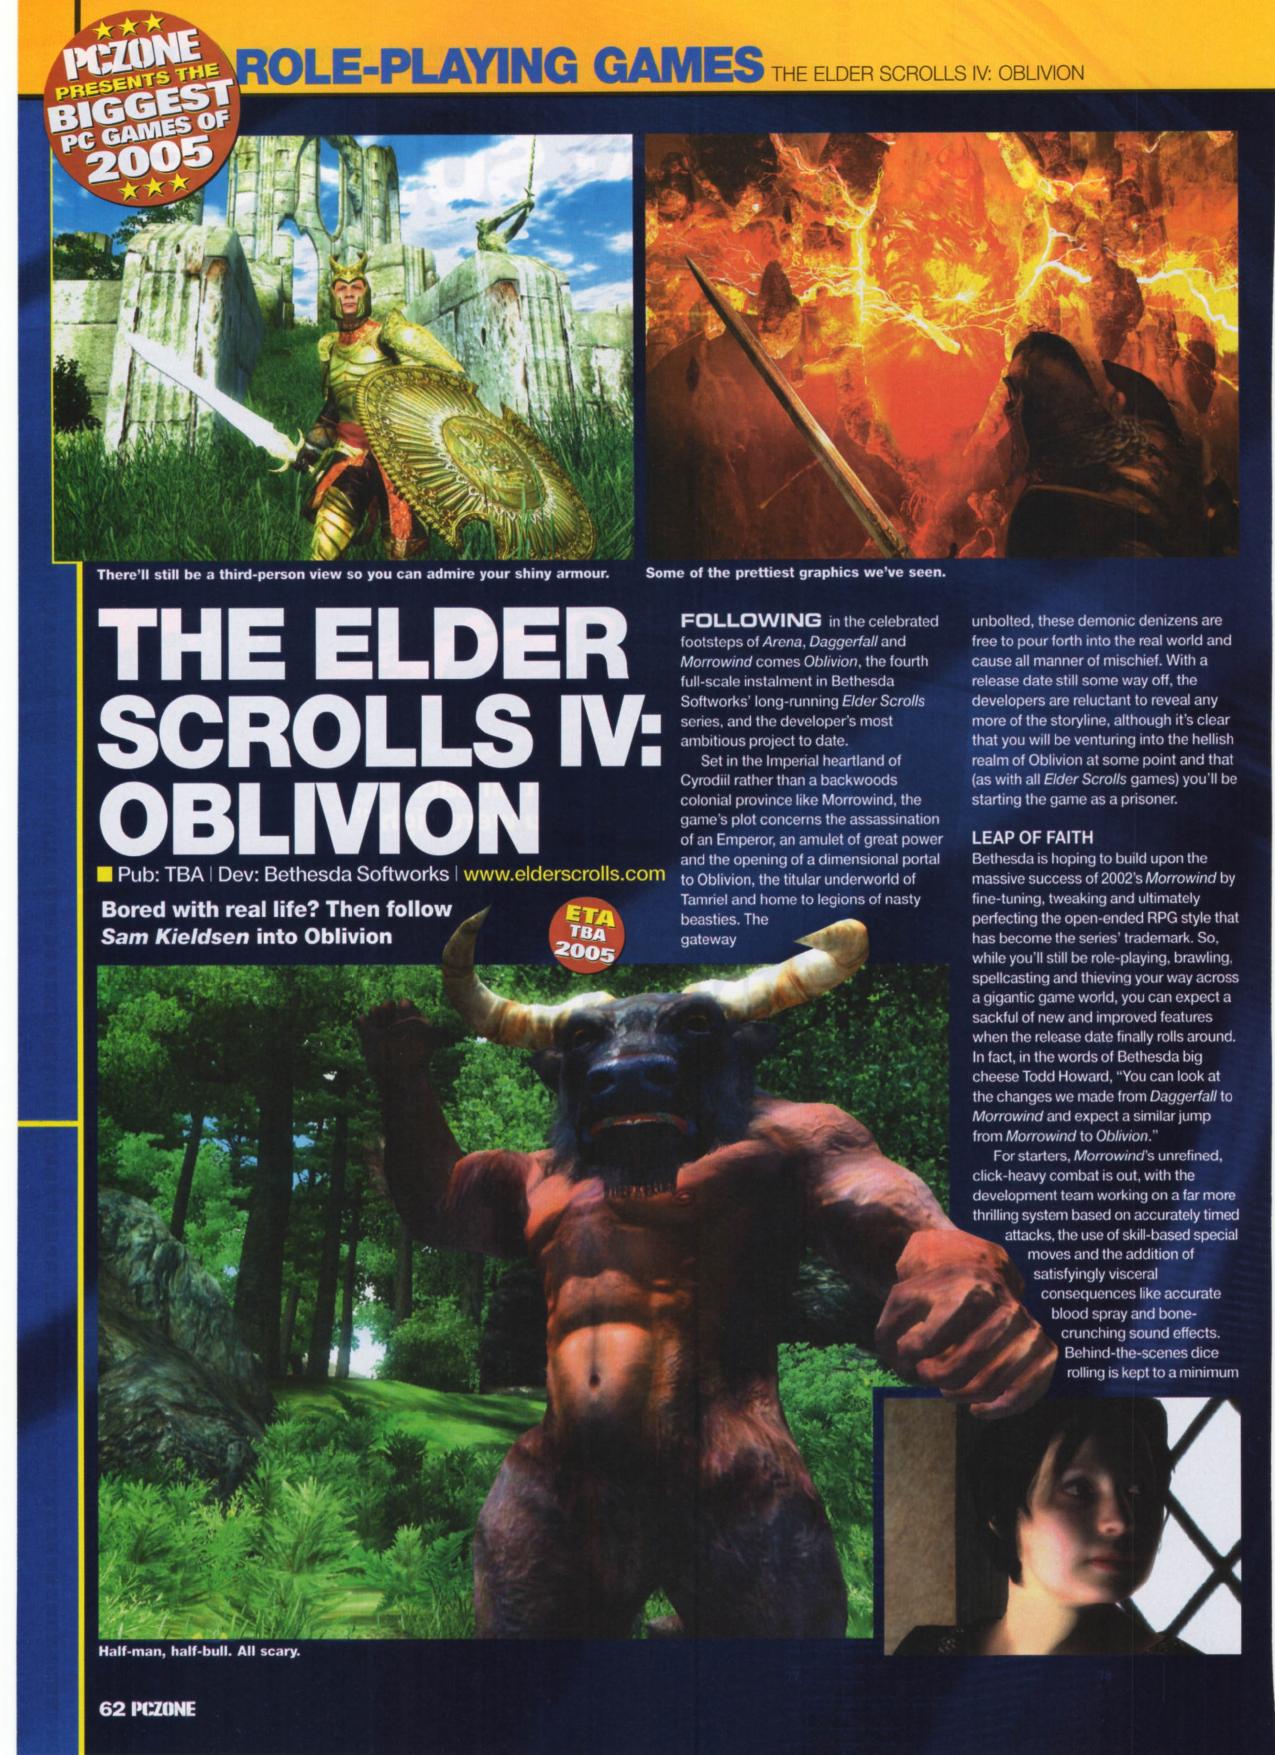 PCZONE
PRESENTS THE
BIGGEST
PC GAMES OF
2005
ROLE-PLAYING GAMES THE ELDER SCROLLS IV: OBLIVION
There'll still be a third-person view so you can admire your shiny armour.
Some of the prettiest graphics we've seen.
THE ELDER
SCROLLS IV:
OBLIVION
Pub: TBA | Dev: Bethesda Softworks | www.elderscrolls.com
Bored with real life? Then follow
Sam Kieldsen into Oblivion
ETA
TBA
2005
FOLLOWING in the celebrated
footsteps of Arena, Daggerfall and
Morrowind comes Oblivion, the fourth
full-scale instalment in Bethesda
Softworks' long-running Elder Scrolls
series, and the developer's most
ambitious project to date.
Set in the Imperial heartland of
Cyrodiil rather than a backwoods
colonial province like Morrowind, the
game's plot concerns the assassination
of an Emperor, an amulet of great power
and the opening of a dimensional portal
to Oblivion, the titular underworld of
Tamriel and home to legions of nasty
beasties. The
gateway
unbolted, these demonic denizens are
free to pour forth into the real world and
cause all manner of mischief. With a
release date still some way off, the
developers are reluctant to reveal any
more of the storyline, although it's clear
that you will be venturing into the hellish
realm of Oblivion at some point and that
(as with all Elder Scrolls games) you'll be
starting the game as a prisoner.
LEAP OF FAITH
Bethesda is hoping to build upon the
massive success of 2002's Morrowind by
fine-tuning, tweaking and ultimately
perfecting the open-ended RPG style that
has become the series' trademark. So,
while you'll still be role-playing, brawling,
spellcasting and thieving your way across
a gigantic game world, you can expect a
sackful of new and improved features
when the release date finally rolls around.
In fact, in the words of Bethesda big
cheese Todd Howard, "You can look at
the changes we made from Daggerfall to
Morrowind and expect a similar jump
from Morrowind to Oblivion."
For starters, Morrowind's unrefined,
click-heavy combat is out, with the
development team working on a far more
thrilling system based on accurately timed
attacks, the use of skill-based special
moves and the addition of
satisfyingly visceral
consequences like accurate
blood spray and bone-
crunching sound effects.
Behind-the-scenes dice
rolling is kept to a minimum
Half-man, half-bull. All scary.
62 PCZONE